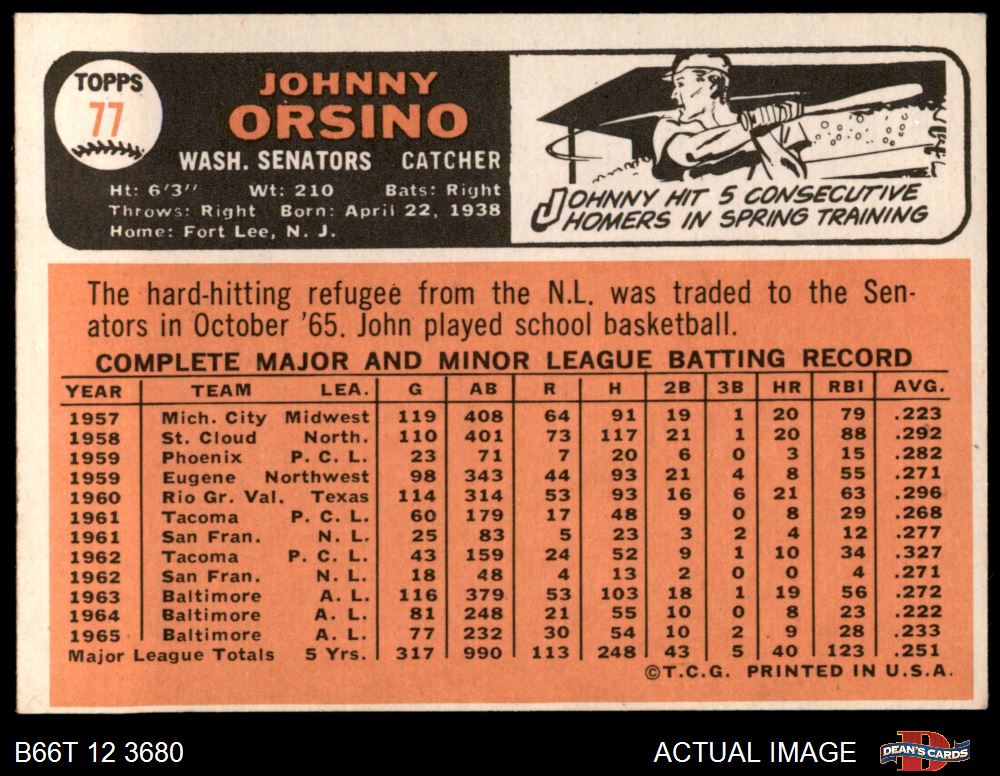 TOPPS
77
JOHNNY
ORSINO
WASH. SENATORS CATCHER
Ht: 6'3" Wt: 210 Bats: Right
Throws: Right Born: April 22, 1938
Home: Fort Lee, N. J.
JOHNNY HIT 5 CONSECUTIVE
HOMERS IN SPRING TRAINING
The hard-hitting refugee from the N.L. was traded to the Sen-
ators in October '65. John played school basketball.
COMPLETE MAJOR AND MINOR LEAGUE BATTING RECORD
YEAR TEAM LEA. G AB R H 2B 3B HR RBI AVG.
1957 Mich. City Midwest 119 408 64 91 19 1 20 79 .223
1958 St. Cloud North. 110 401 73 117 21 1 20 88 .292
1959 Phoenix P. C. L. 23 71 7 20 6 0 3 15 .282
1959 Eugene Northwest 98 343 44 93 21 4 8 55 .271
1960 Rio Gr. Val. Texas 114 314 53 93 16 6 21 63 .296
1961 Tacoma P. C. L. 60 179 17 48 9 0 8 29 .268
1961 San Fran. N. L. 25 83 5 23 3 2 4 12 .277
1962 Tacoma P. C. L. 43 159 24 52 9 1 10 34 .327
1962 San Fran. N. L. 18 48 4 13 2 0 0 4 .271
1963 Baltimore A. L. 116 379 53 103 18 1 19 56 .272
1964 Baltimore A. L. 81 248 21 55 10 0 8 23 .222
1965 Baltimore A. L. 77 232 30 54 10 2 9 28 .233
Major League Totals 5 Yrs. 317 990 113 248 43 5 40 123 .251
©T.C.G. PRINTED IN U.S.A.
B66T 12 3680
ACTUAL IMAGE
DEAN'S CARDS